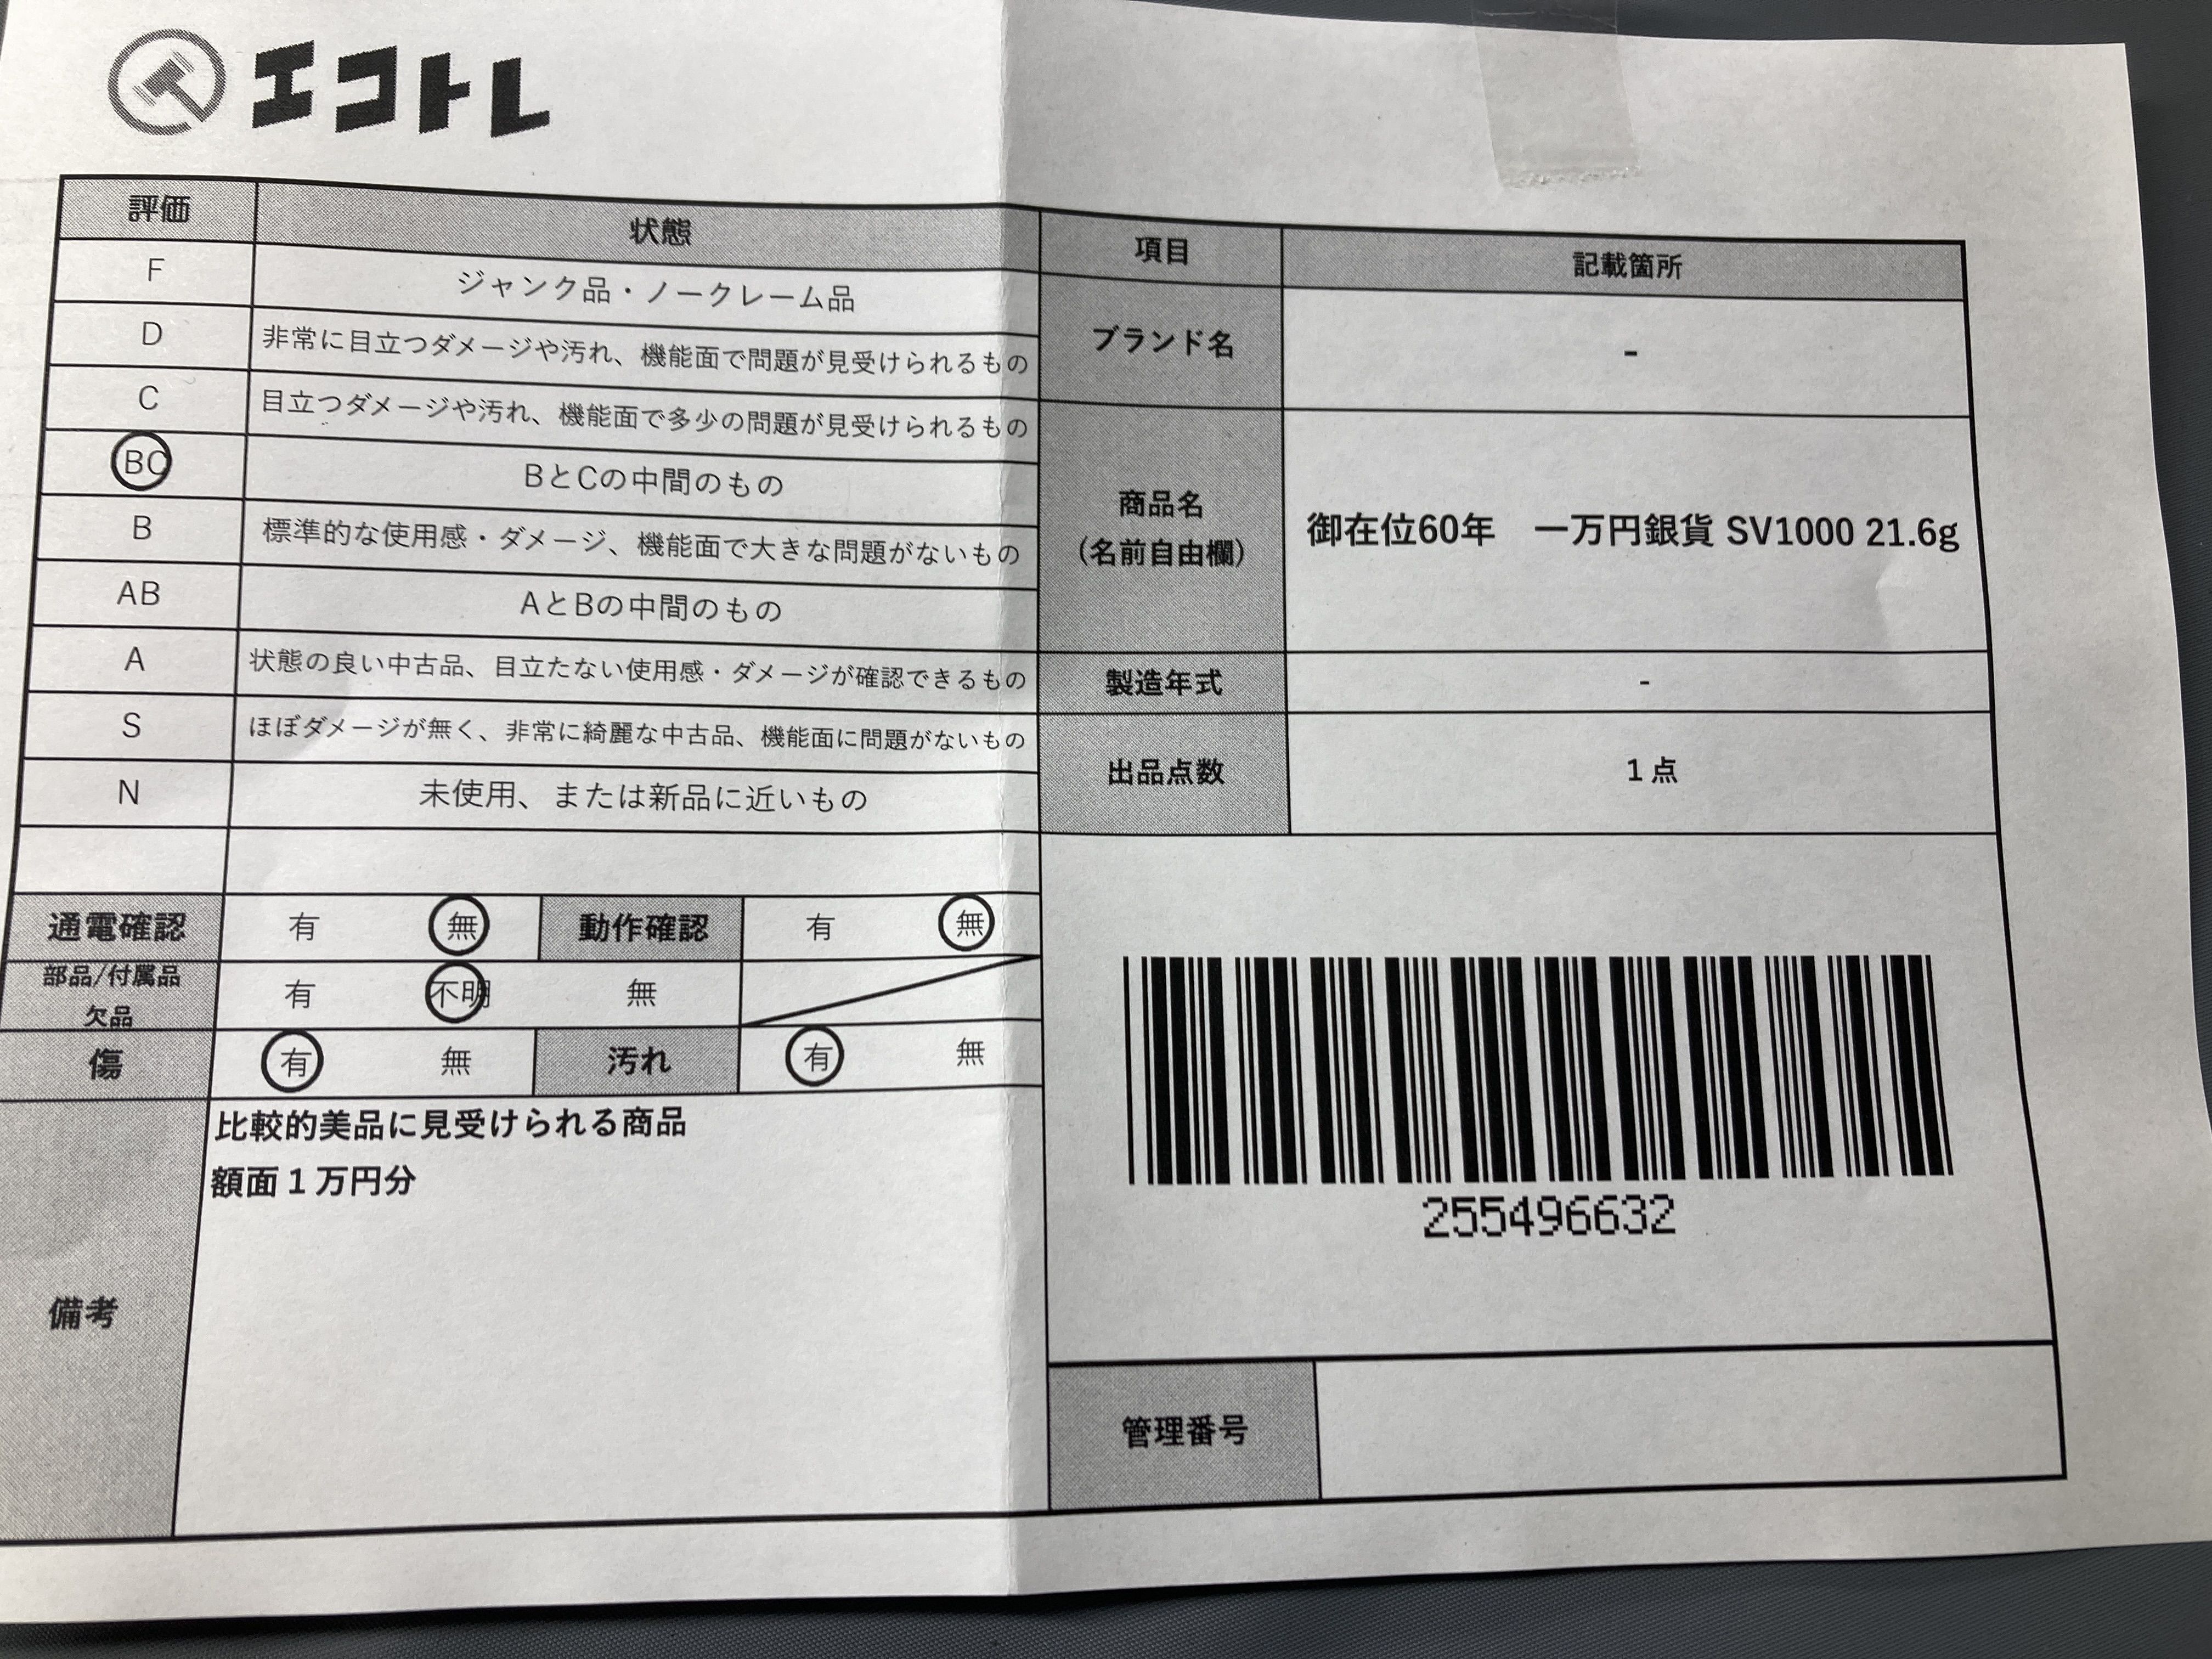 エコトレ
評価 状態
F ジャンク品・ノークレーム品
D 非常に目立つダメージや汚れ、機能面で問題が見受けられるもの
C 目立つダメージや汚れ、機能面で多少の問題が見受けられるもの
BC BとCの中間のもの
B 標準的な使用感・ダメージ、機能面で大きな問題がないもの
AB AとBの中間のもの
A 状態の良い中古品、目立たない使用感・ダメージが確認できるもの
S ほぼダメージが無く、非常に綺麗な中古品、機能面に問題がないもの
N 未使用、または新品に近いもの
通電確認 有 無 動作確認 有 無
部品/付属品
欠品
有 不明 無
傷 有 無 汚れ 有 無
備考
比較的美品に見受けられる商品
額面1万円分
項目 記載箇所
ブランド名 -
商品名
(名前自由欄)
御在位60年 一万円銀貨 SV1000 21.6g
製造年式 -
出品点数 1点
255496632
管理番号